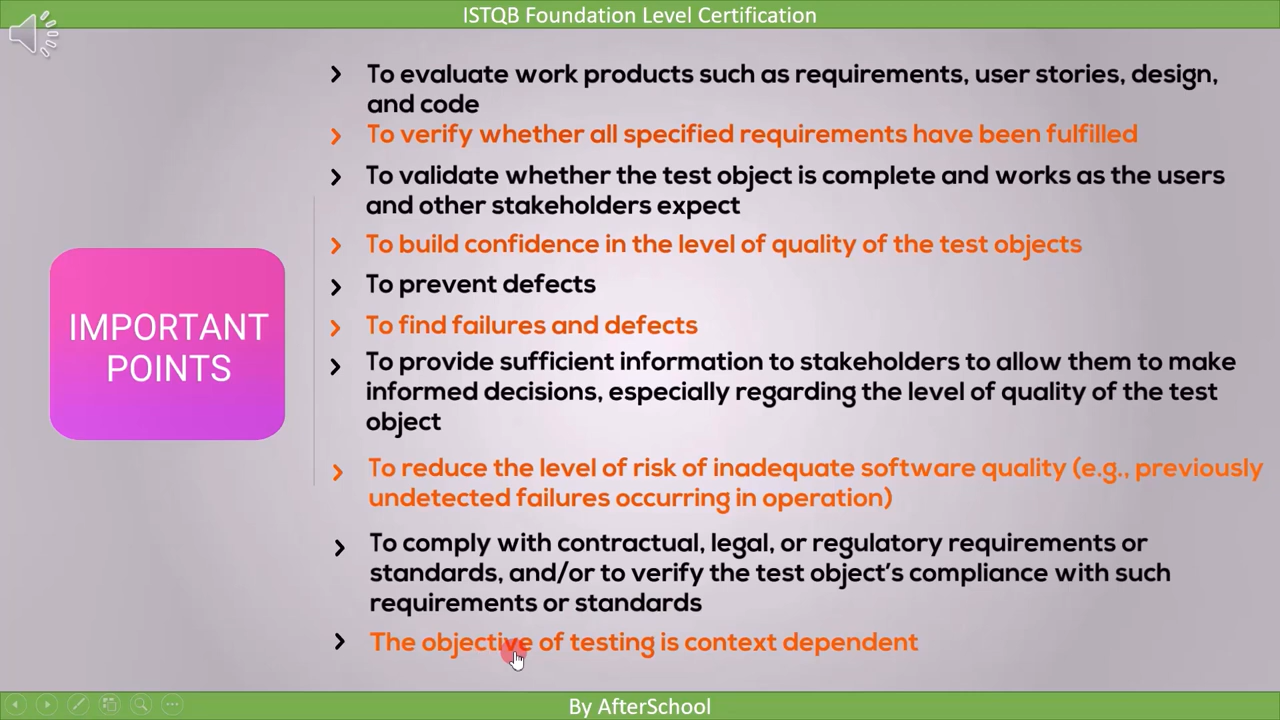 ISTQB Foundation Level Certification
IMPORTANT
POINTS
To evaluate work products such as requirements, user stories, design,
and code
To verify whether all specified requirements have been fulfilled
To validate whether the test object is complete and works as the users
and other stakeholders expect
To build confidence in the level of quality of the test objects
To prevent defects
To find failures and defects
To provide sufficient information to stakeholders to allow them to make
informed decisions, especially regarding the level of quality of the test
object
To reduce the level of risk of inadequate software quality (e.g., previously
undetected failures occurring in operation)
To comply with contractual, legal, or regulatory requirements or
standards, and/or to verify the test object’s compliance with such
requirements or standards
The objective of testing is context dependent
By AfterSchool